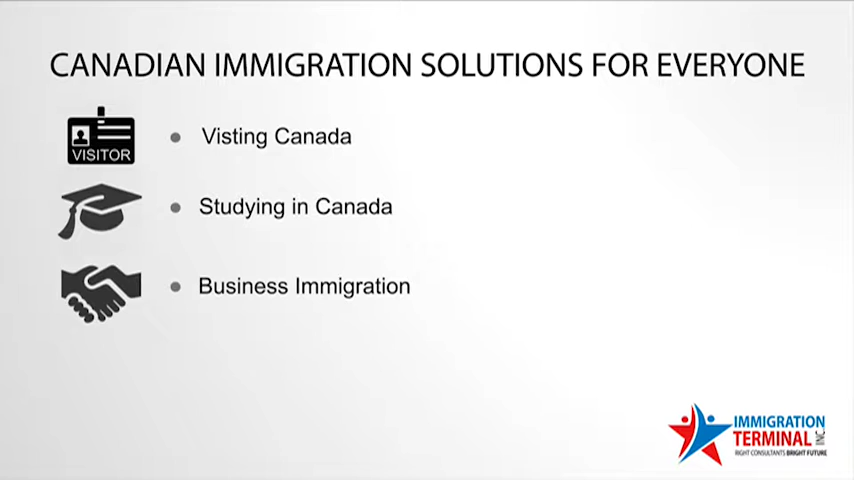 CANADIAN IMMIGRATION SOLUTIONS FOR EVERYONE
VISITOR
Visting Canada
Studying in Canada
Business Immigration
IMMIGRATION
TERMINAL INC.
RIGHT CONSULTANTS BRIGHT FUTURE